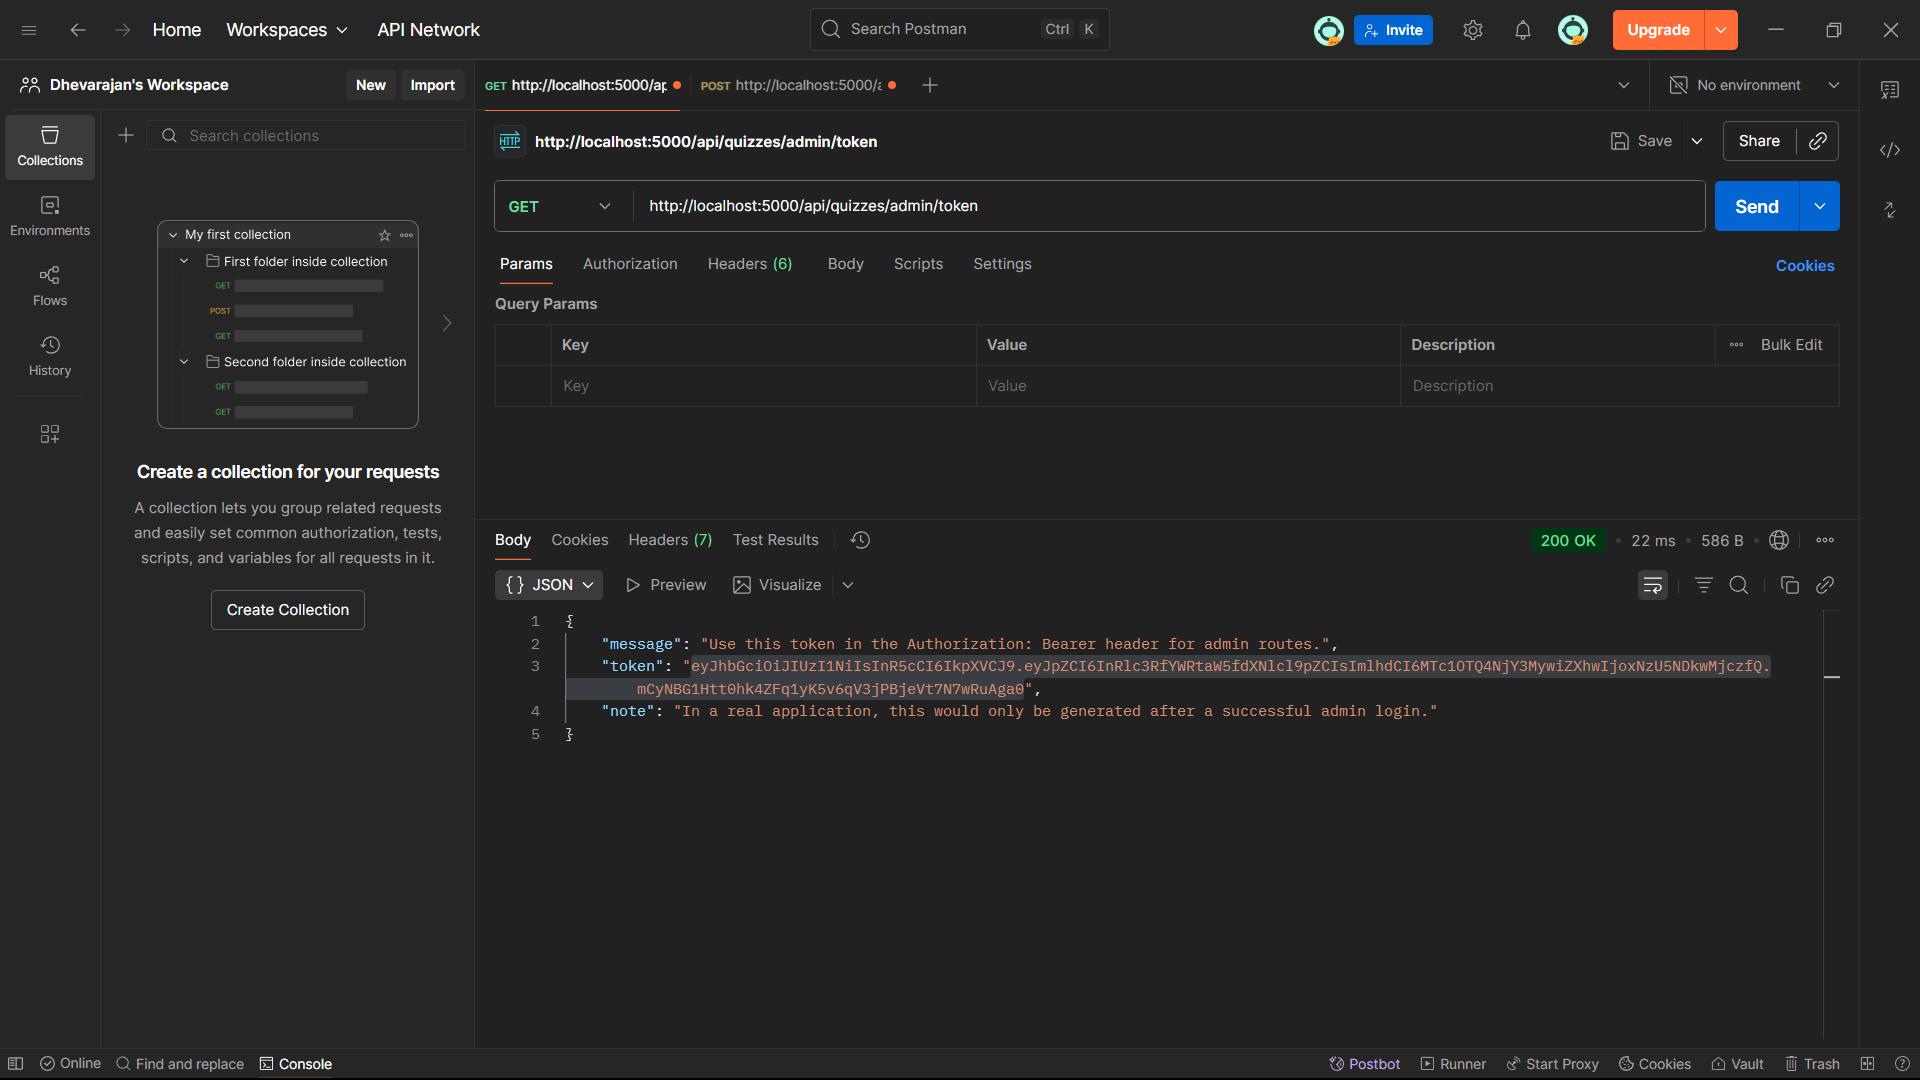 Home Workspaces API Network
Search Postman Ctrl K
Invite Upgrade
Dhevarajan's Workspace New Import
GET http://localhost:5000/ap POST http://localhost:5000/a
No environment
Collections
Search collections
http://localhost:5000/api/quizzes/admin/token
Save Share
HTTP
Environments
GET http://localhost:5000/api/quizzes/admin/token Send
My first collection
First folder inside collection
GET
POST
GET
Second folder inside collection
GET
GET
Flows
History
Params Authorization Headers (6) Body Scripts Settings Cookies
Query Params
Key Value Description Bulk Edit
Key Value Description
Create a collection for your requests
A collection lets you group related requests
and easily set common authorization, tests,
scripts, and variables for all requests in it.
Create Collection
Body Cookies Headers (7) Test Results 200 OK 22 ms 586 B
{} JSON Preview Visualize
1 {
2 "message": "Use this token in the Authorization: Bearer header for admin routes.",
3 "token": "eyJhbGciOiJIUzI1NiIsInR5cCI6IkpXVCJ9.eyJpZCI6InRlc3RfYWRtaW5fdXNlcl9pZCIsImlhdCI6MTc1OTQ4NjY3MywiZXhwIjoxNzU5NDkwMjczfQ.
mCyNBG1Htt0hk4ZFq1yK5v6qV3jPBjeVt7N7wRuAga0",
4 "note": "In a real application, this would only be generated after a successful admin login."
5 }
Online Find and replace Console Postbot Runner Start Proxy Cookies Vault Trash